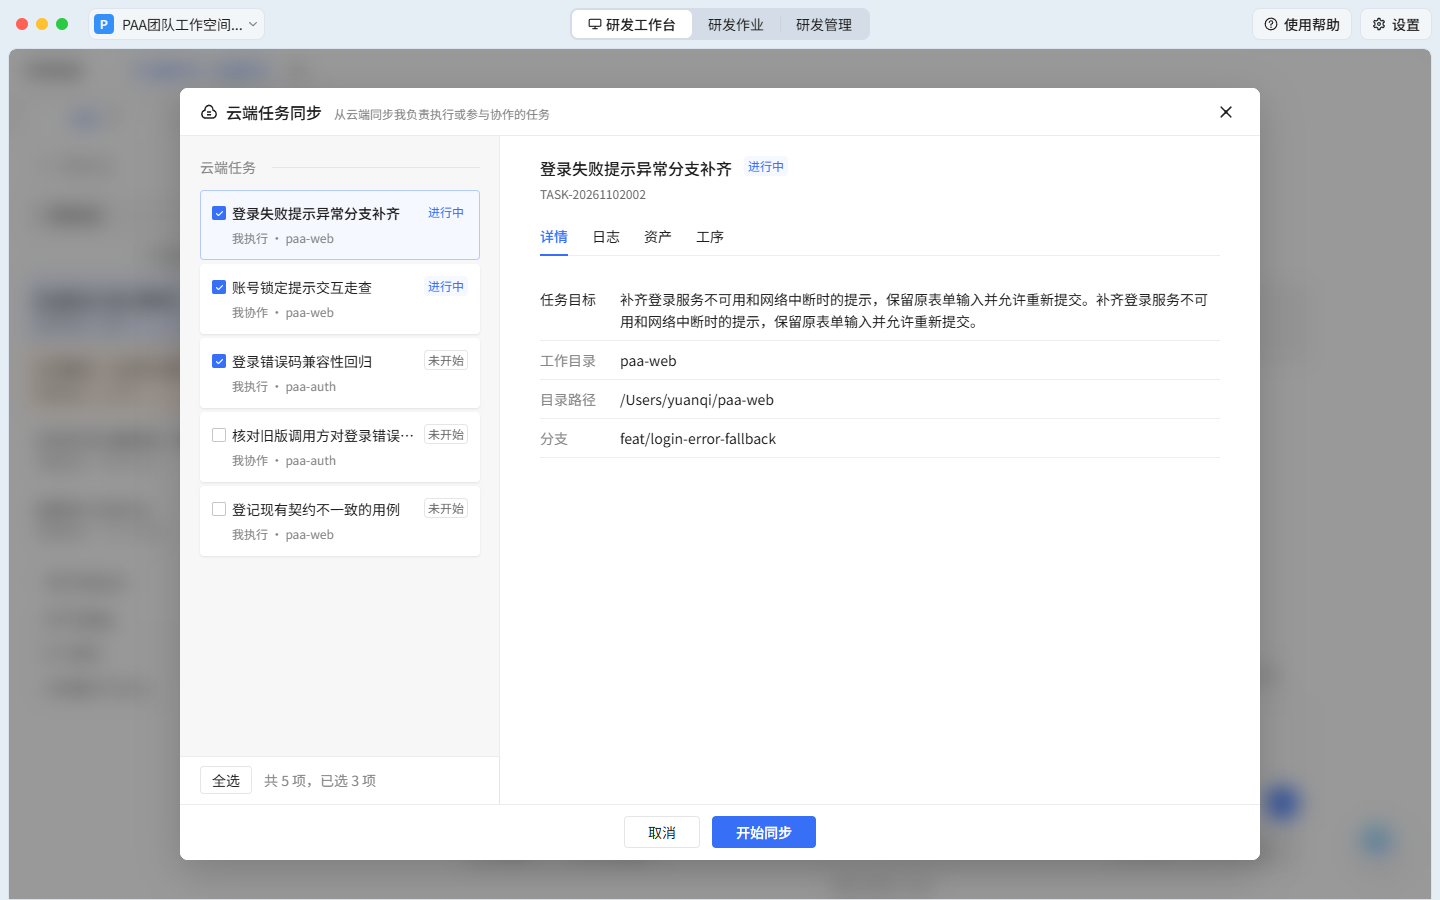 P PAA团队工作空间...
研发工作台 研发作业 研发管理
使用帮助 设置
云端任务同步 从云端同步我负责执行或参与协作的任务
云端任务
登录失败提示异常分支补齐 进行中
我执行 • paa-web
账号锁定提示交互走查 进行中
我协作 • paa-web
登录错误码兼容性回归 未开始
我执行 • paa-auth
核对旧版调用方对登录错误… 未开始
我协作 • paa-auth
登记现有契约不一致的用例 未开始
我执行 • paa-web
全选 共 5 项，已选 3 项
登录失败提示异常分支补齐 进行中
TASK-20261102002
详情 日志 资产 工序
任务目标 补齐登录服务不可用和网络中断时的提示，保留原表单输入并允许重新提交。补齐登录服务不可
用和网络中断时的提示，保留原表单输入并允许重新提交。
工作目录 paa-web
目录路径 /Users/yuanqi/paa-web
分支 feat/login-error-fallback
取消 开始同步